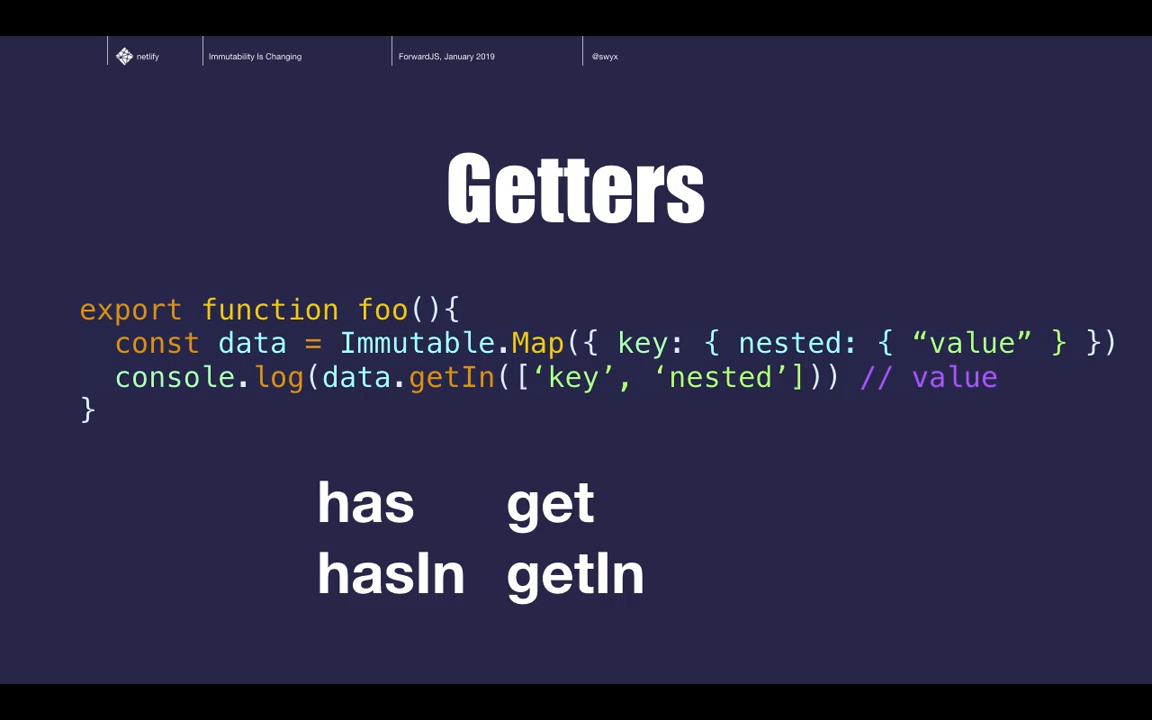 netlify Immutability Is Changing ForwardJS, January 2019 @swyx
Getters
export function foo(){
const data = Immutable.Map({ key: { nested: { “value” } })
console.log(data.getIn([‘key’, ‘nested’])) // value
}
has get
hasIn getIn